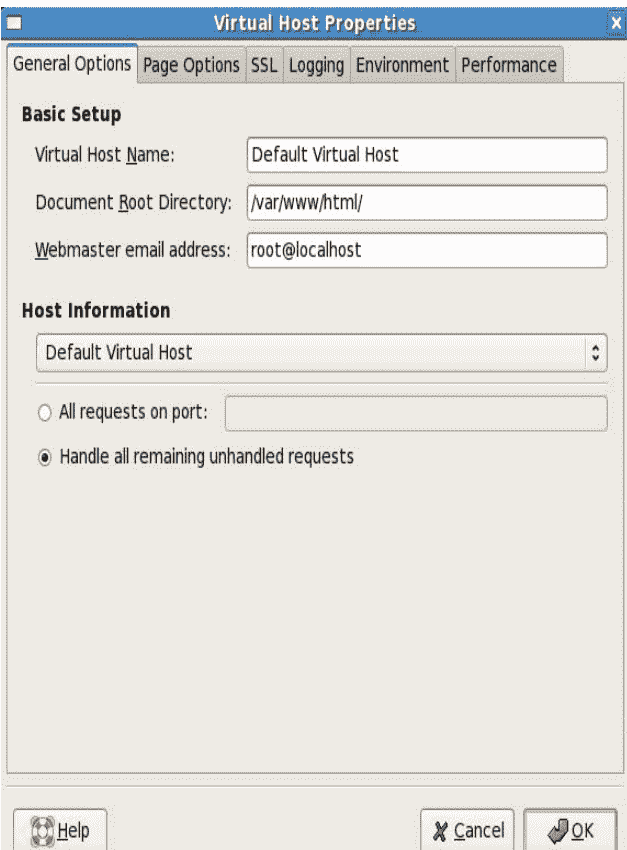 Virtual Host Properties
General Options Page Options SSL Logging Environment Performance
Basic Setup
Virtual Host Name: Default Virtual Host
Document Root Directory: /var/www/html/
Webmaster email address: root@localhost
Host Information
Default Virtual Host
All requests on port:
Handle all remaining unhandled requests
Help Cancel OK